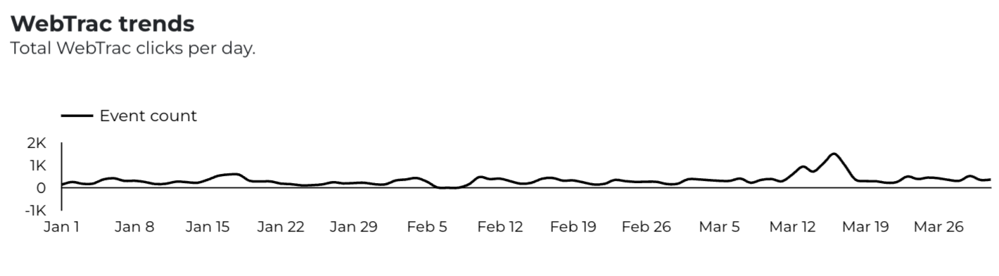 WebTrac trends
Total WebTrac clicks per day.
Event count
2K
1K
0
-1K
Jan 1 Jan 8 Jan 15 Jan 22 Jan 29 Feb 5 Feb 12 Feb 19 Feb 26 Mar 5 Mar 12 Mar 19 Mar 26